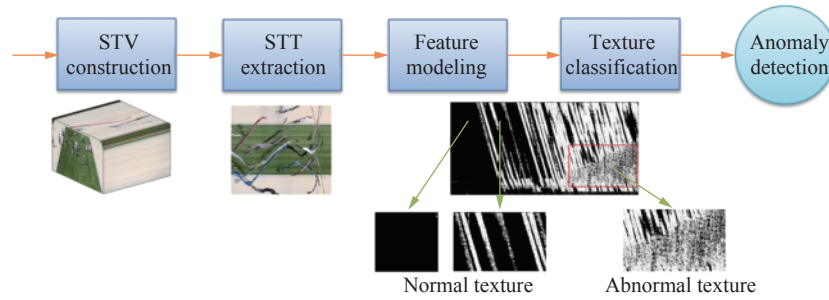 STV
construction
STT
extraction
Feature
modeling
Texture
classification
Anomaly
detection
Normal texture
Abnormal texture